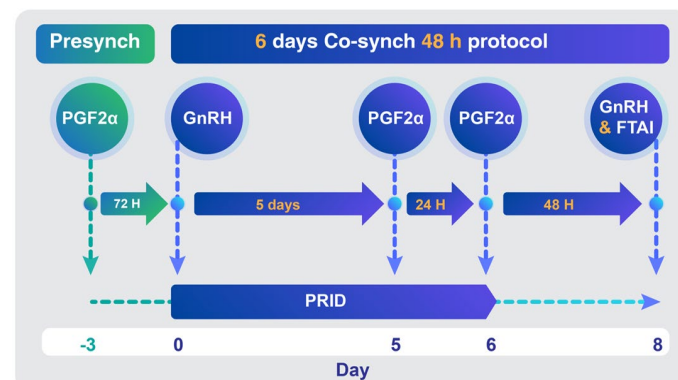 Presynch
6 days Co-synch 48 h protocol
PGF2α
GnRH
PGF2α
PGF2α
GnRH
& FTAI
72 H
5 days
24 H
48 H
PRID
-3
0
5
6
8
Day